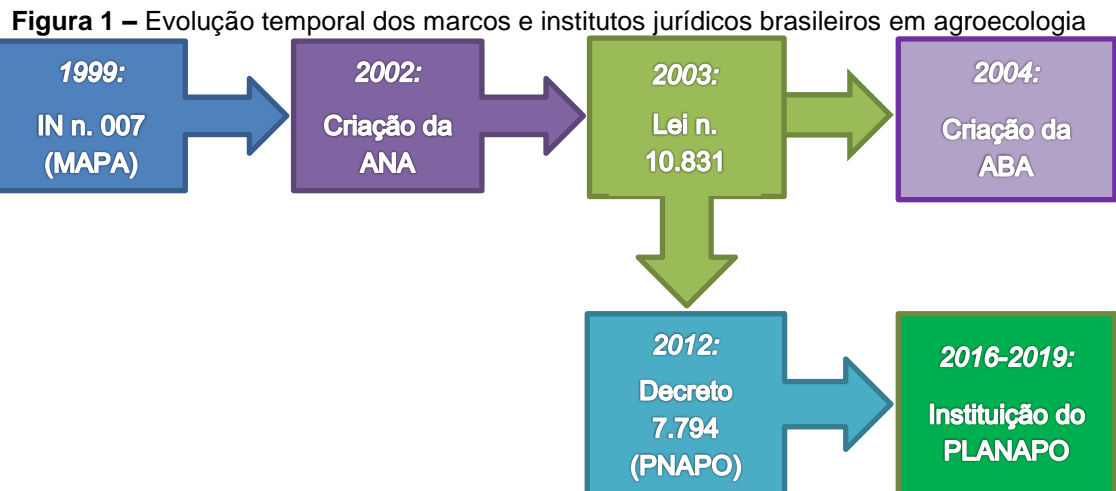 Figura 1 – Evolução temporal dos marcos e institutos jurídicos brasileiros em agroecologia
1999:
IN n. 007
(MAPA)
2002:
Criação da
ANA
2003:
Lei n.
10.831
2004:
Criação da
ABA
2012:
Decreto
7.794
(PNAPO)
2016-2019:
Instituição do
PLANAPO